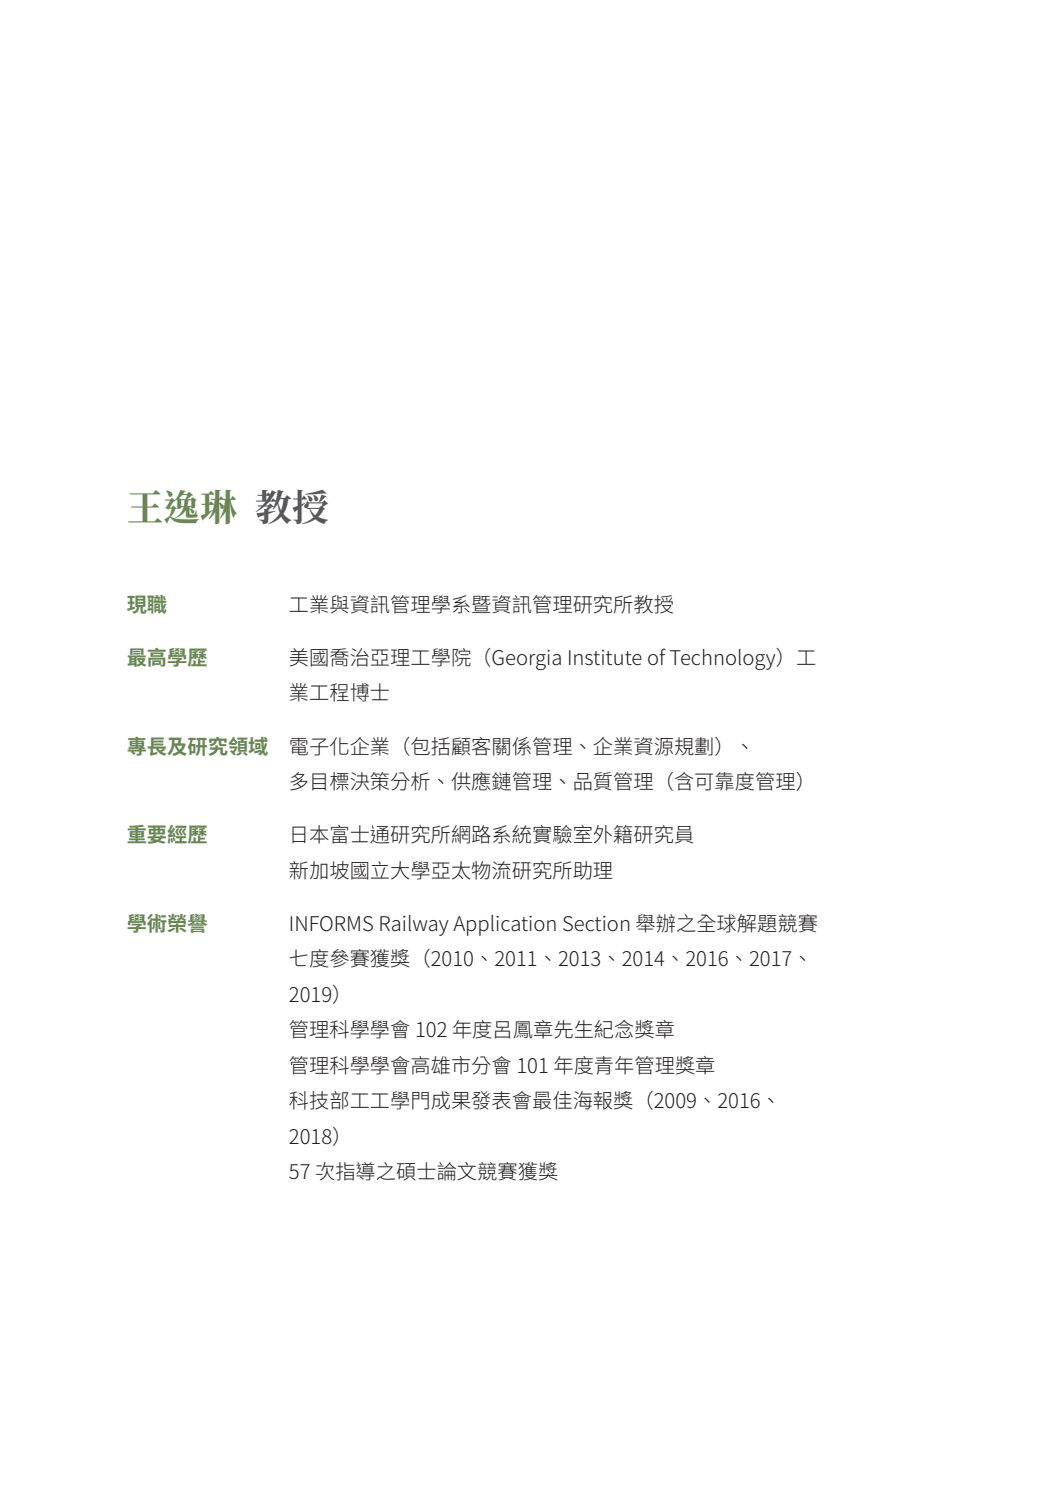 王逸琳 教授
現職 工業與資訊管理學系暨資訊管理研究所教授
最高學歷 美國喬治亞理工學院（Georgia Institute of Technology）工
業工程博士
專長及研究領域 電子化企業（包括顧客關係管理、企業資源規劃）、
多目標決策分析、供應鏈管理、品質管理（含可靠度管理）
重要經歷 日本富士通研究所網路系統實驗室外籍研究員
新加坡國立大學亞太物流研究所助理
學術榮譽 INFORMS Railway Application Section 舉辦之全球解題競賽
七度參賽獲獎（2010、2011、2013、2014、2016、2017、
2019）
管理科學學會 102 年度呂鳳章先生紀念獎章
管理科學學會高雄市分會 101 年度青年管理獎章
科技部工工學門成果發表會最佳海報獎（2009、2016、
2018）
57 次指導之碩士論文競賽獲獎